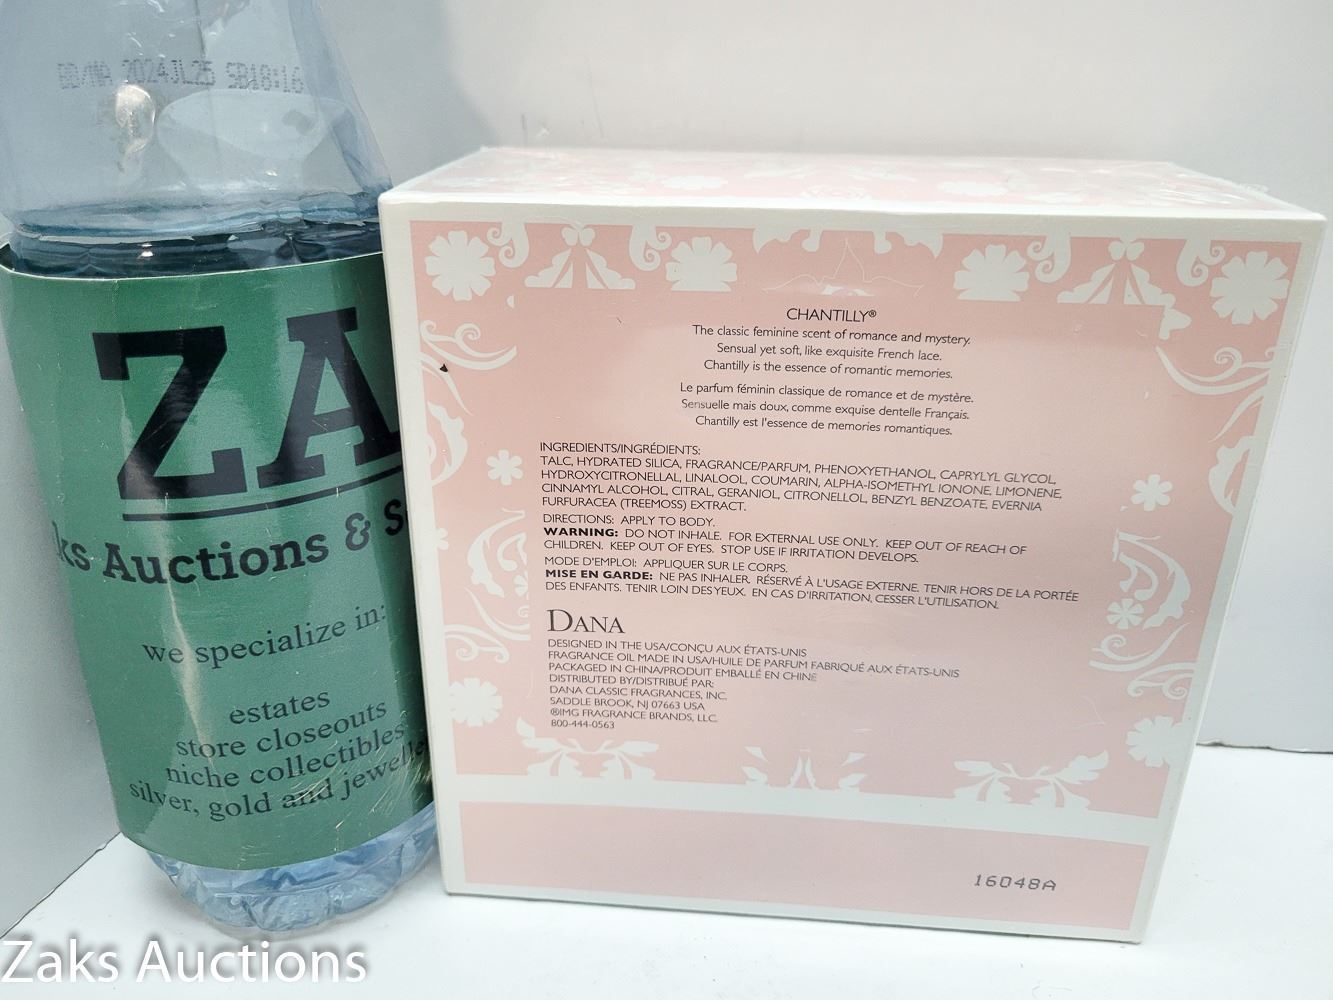 BB/MA 2024JL25 SB18:16
ZA
ks Auctions & S
we specialize in:
estates
store closeouts
niche collectibles
silver, gold and jewell
CHANTILLY®
The classic feminine scent of romance and mystery.
Sensual yet soft, like exquisite French lace.
Chantilly is the essence of romantic memories.
Le parfum féminin classique de romance et de mystère.
Sensuelle mais doux, comme exquise dentelle Français.
Chantilly est l'essence de memories romantiques.
INGREDIENTS/INGRÉDIENTS:
TALC, HYDRATED SILICA, FRAGRANCE/PARFUM, PHENOXYETHANOL, CAPRYLYL GLYCOL,
HYDROXYCITRONELLAL, LINALOOL, COUMARIN, ALPHA-ISOMETHYL IONONE, LIMONENE,
CINNAMYL ALCOHOL, CITRAL, GERANIOL, CITRONELLOL, BENZYL BENZOATE, EVERNIA
FURFURACEA (TREEMOSS) EXTRACT.
DIRECTIONS: APPLY TO BODY.
WARNING: DO NOT INHALE. FOR EXTERNAL USE ONLY. KEEP OUT OF REACH OF
CHILDREN. KEEP OUT OF EYES. STOP USE IF IRRITATION DEVELOPS.
MODE D'EMPLOI: APPLIQUER SUR LE CORPS.
MISE EN GARDE: NE PAS INHALER. RÉSERVÉ À L'USAGE EXTERNE. TENIR HORS DE LA PORTÉE
DES ENFANTS. TENIR LOIN DES YEUX. EN CAS D'IRRITATION, CESSER L'UTILISATION.
DANA
DESIGNED IN THE USA/CONÇU AUX ÉTATS-UNIS
FRAGRANCE OIL MADE IN USA/HUILE DE PARFUM FABRIQUÉ AUX ÉTATS-UNIS
PACKAGED IN CHINA/PRODUIT EMBALLÉ EN CHINE
DISTRIBUTED BY/DISTRIBUÉ PAR:
DANA CLASSIC FRAGRANCES, INC.
SADDLE BROOK, NJ 07663 USA
®IMG FRAGRANCE BRANDS, LLC.
800-444-0563
16048A
Zaks Auctions